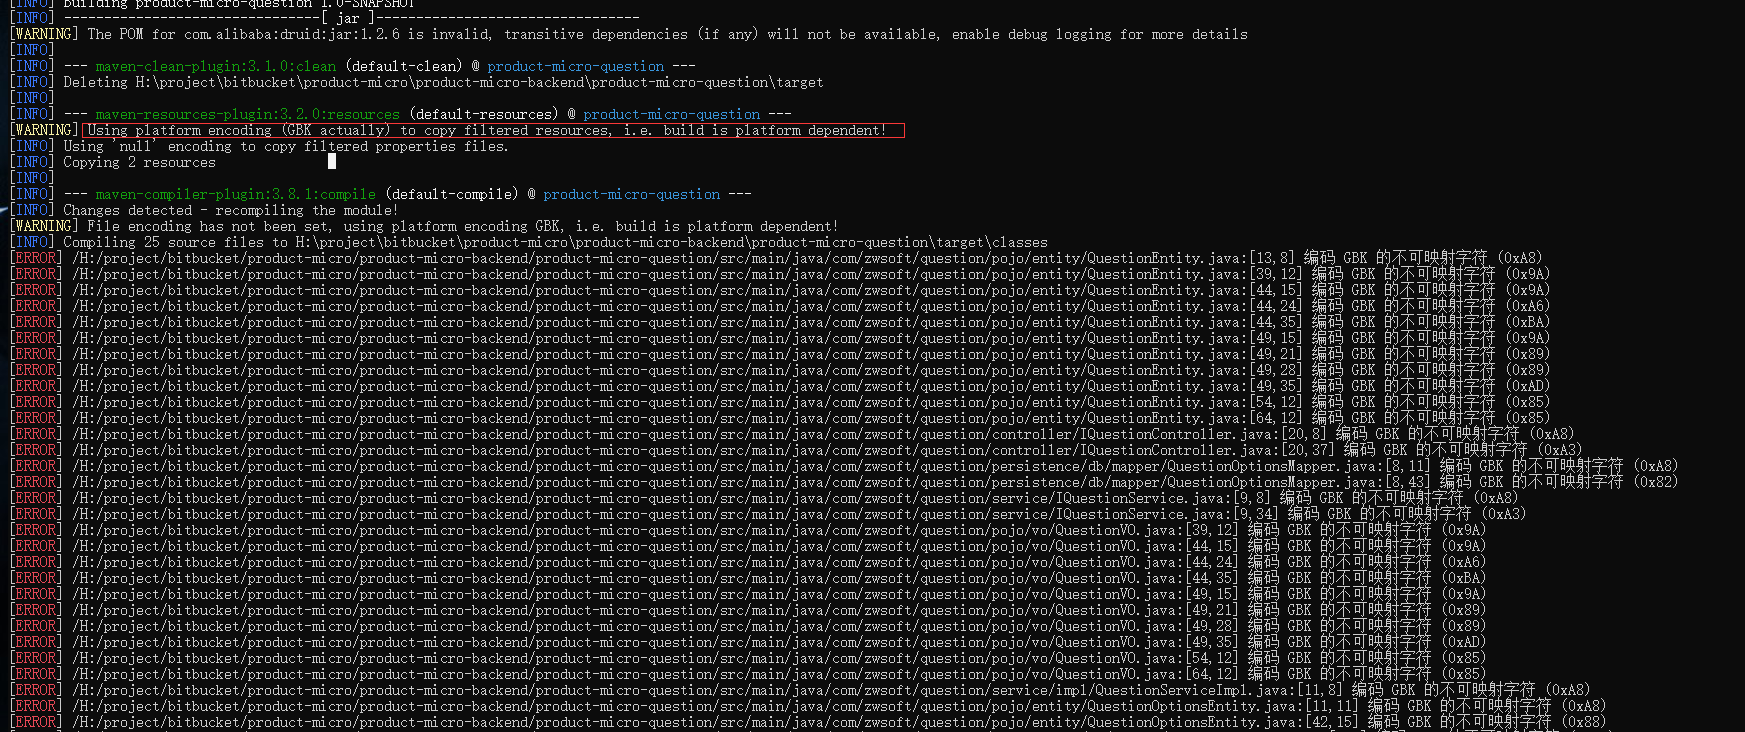 [INFO] Building product-micro-question 1.0-SNAPSHOT
[INFO] --------------------------------[ jar ]---------------------------------
[WARNING] The POM for com.alibaba:druid:jar:1.2.6 is invalid, transitive dependencies (if any) will not be available, enable debug logging for more details
[INFO]
[INFO] --- maven-clean-plugin:3.1.0:clean (default-clean) @ product-micro-question ---
[INFO] Deleting H:\project\bitbucket\product-micro\product-micro-backend\product-micro-question\target
[INFO]
[INFO] --- maven-resources-plugin:3.2.0:resources (default-resources) @ product-micro-question ---
[WARNING] Using platform encoding (GBK actually) to copy filtered resources, i.e. build is platform dependent!
[INFO] Using 'null' encoding to copy filtered properties files.
[INFO] Copying 2 resources
[INFO]
[INFO] --- maven-compiler-plugin:3.8.1:compile (default-compile) @ product-micro-question ---
[INFO] Changes detected - recompiling the module!
[WARNING] File encoding has not been set, using platform encoding GBK, i.e. build is platform dependent!
[INFO] Compiling 25 source files to H:\project\bitbucket\product-micro\product-micro-backend\product-micro-question\target\classes
[ERROR] /H:/project/bitbucket/product-micro/product-micro-backend/product-micro-question/src/main/java/com/zwsoft/question/pojo/entity/QuestionEntity.java:[13,8] 编码 GBK 的不可映射字符 (0xA8)
[ERROR] /H:/project/bitbucket/product-micro/product-micro-backend/product-micro-question/src/main/java/com/zwsoft/question/pojo/entity/QuestionEntity.java:[39,12] 编码 GBK 的不可映射字符 (0x9A)
[ERROR] /H:/project/bitbucket/product-micro/product-micro-backend/product-micro-question/src/main/java/com/zwsoft/question/pojo/entity/QuestionEntity.java:[44,15] 编码 GBK 的不可映射字符 (0x9A)
[ERROR] /H:/project/bitbucket/product-micro/product-micro-backend/product-micro-question/src/main/java/com/zwsoft/question/pojo/entity/QuestionEntity.java:[44,24] 编码 GBK 的不可映射字符 (0xA6)
[ERROR] /H:/project/bitbucket/product-micro/product-micro-backend/product-micro-question/src/main/java/com/zwsoft/question/pojo/entity/QuestionEntity.java:[44,35] 编码 GBK 的不可映射字符 (0xBA)
[ERROR] /H:/project/bitbucket/product-micro/product-micro-backend/product-micro-question/src/main/java/com/zwsoft/question/pojo/entity/QuestionEntity.java:[49,15] 编码 GBK 的不可映射字符 (0x9A)
[ERROR] /H:/project/bitbucket/product-micro/product-micro-backend/product-micro-question/src/main/java/com/zwsoft/question/pojo/entity/QuestionEntity.java:[49,21] 编码 GBK 的不可映射字符 (0x89)
[ERROR] /H:/project/bitbucket/product-micro/product-micro-backend/product-micro-question/src/main/java/com/zwsoft/question/pojo/entity/QuestionEntity.java:[49,28] 编码 GBK 的不可映射字符 (0x89)
[ERROR] /H:/project/bitbucket/product-micro/product-micro-backend/product-micro-question/src/main/java/com/zwsoft/question/pojo/entity/QuestionEntity.java:[49,35] 编码 GBK 的不可映射字符 (0xAD)
[ERROR] /H:/project/bitbucket/product-micro/product-micro-backend/product-micro-question/src/main/java/com/zwsoft/question/pojo/entity/QuestionEntity.java:[54,12] 编码 GBK 的不可映射字符 (0x85)
[ERROR] /H:/project/bitbucket/product-micro/product-micro-backend/product-micro-question/src/main/java/com/zwsoft/question/pojo/entity/QuestionEntity.java:[64,12] 编码 GBK 的不可映射字符 (0x85)
[ERROR] /H:/project/bitbucket/product-micro/product-micro-backend/product-micro-question/src/main/java/com/zwsoft/question/controller/IQuestionController.java:[20,8] 编码 GBK 的不可映射字符 (0xA8)
[ERROR] /H:/project/bitbucket/product-micro/product-micro-backend/product-micro-question/src/main/java/com/zwsoft/question/controller/IQuestionController.java:[20,37] 编码 GBK 的不可映射字符 (0xA3)
[ERROR] /H:/project/bitbucket/product-micro/product-micro-backend/product-micro-question/src/main/java/com/zwsoft/question/persistence/db/mapper/QuestionOptionsMapper.java:[8,11] 编码 GBK 的不可映射字符 (0xA8)
[ERROR] /H:/project/bitbucket/product-micro/product-micro-backend/product-micro-question/src/main/java/com/zwsoft/question/persistence/db/mapper/QuestionOptionsMapper.java:[8,43] 编码 GBK 的不可映射字符 (0x82)
[ERROR] /H:/project/bitbucket/product-micro/product-micro-backend/product-micro-question/src/main/java/com/zwsoft/question/service/IQuestionService.java:[9,8] 编码 GBK 的不可映射字符 (0xA8)
[ERROR] /H:/project/bitbucket/product-micro/product-micro-backend/product-micro-question/src/main/java/com/zwsoft/question/service/IQuestionService.java:[9,34] 编码 GBK 的不可映射字符 (0xA3)
[ERROR] /H:/project/bitbucket/product-micro/product-micro-backend/product-micro-question/src/main/java/com/zwsoft/question/pojo/vo/QuestionVO.java:[39,12] 编码 GBK 的不可映射字符 (0x9A)
[ERROR] /H:/project/bitbucket/product-micro/product-micro-backend/product-micro-question/src/main/java/com/zwsoft/question/pojo/vo/QuestionVO.java:[44,15] 编码 GBK 的不可映射字符 (0x9A)
[ERROR] /H:/project/bitbucket/product-micro/product-micro-backend/product-micro-question/src/main/java/com/zwsoft/question/pojo/vo/QuestionVO.java:[44,24] 编码 GBK 的不可映射字符 (0xA6)
[ERROR] /H:/project/bitbucket/product-micro/product-micro-backend/product-micro-question/src/main/java/com/zwsoft/question/pojo/vo/QuestionVO.java:[44,35] 编码 GBK 的不可映射字符 (0xBA)
[ERROR] /H:/project/bitbucket/product-micro/product-micro-backend/product-micro-question/src/main/java/com/zwsoft/question/pojo/vo/QuestionVO.java:[49,15] 编码 GBK 的不可映射字符 (0x9A)
[ERROR] /H:/project/bitbucket/product-micro/product-micro-backend/product-micro-question/src/main/java/com/zwsoft/question/pojo/vo/QuestionVO.java:[49,21] 编码 GBK 的不可映射字符 (0x89)
[ERROR] /H:/project/bitbucket/product-micro/product-micro-backend/product-micro-question/src/main/java/com/zwsoft/question/pojo/vo/QuestionVO.java:[49,28] 编码 GBK 的不可映射字符 (0x89)
[ERROR] /H:/project/bitbucket/product-micro/product-micro-backend/product-micro-question/src/main/java/com/zwsoft/question/pojo/vo/QuestionVO.java:[49,35] 编码 GBK 的不可映射字符 (0xAD)
[ERROR] /H:/project/bitbucket/product-micro/product-micro-backend/product-micro-question/src/main/java/com/zwsoft/question/pojo/vo/QuestionVO.java:[54,12] 编码 GBK 的不可映射字符 (0x85)
[ERROR] /H:/project/bitbucket/product-micro/product-micro-backend/product-micro-question/src/main/java/com/zwsoft/question/pojo/vo/QuestionVO.java:[64,12] 编码 GBK 的不可映射字符 (0x85)
[ERROR] /H:/project/bitbucket/product-micro/product-micro-backend/product-micro-question/src/main/java/com/zwsoft/question/service/impl/QuestionServiceImpl.java:[11,8] 编码 GBK 的不可映射字符 (0xA8)
[ERROR] /H:/project/bitbucket/product-micro/product-micro-backend/product-micro-question/src/main/java/com/zwsoft/question/pojo/entity/QuestionOptionsEntity.java:[11,11] 编码 GBK 的不可映射字符 (0xA8)
[ERROR] /H:/project/bitbucket/product-micro/product-micro-backend/product-micro-question/src/main/java/com/zwsoft/question/pojo/entity/QuestionOptionsEntity.java:[42,15] 编码 GBK 的不可映射字符 (0x88)